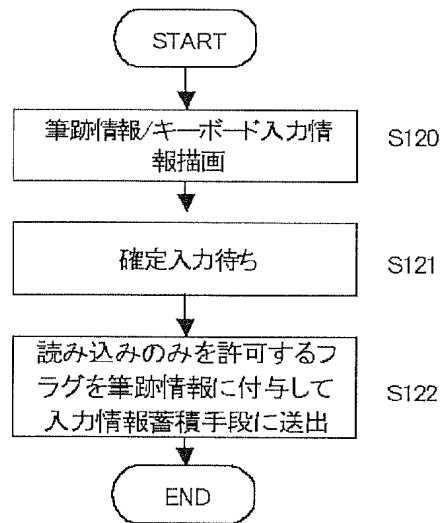 START
筆跡情報/キーボード入力情
報描画
S120
確定入力待ち
S121
読み込みのみを許可するフ
ラグを筆跡情報に付与して
入力情報蓄積手段に送出
S122
END